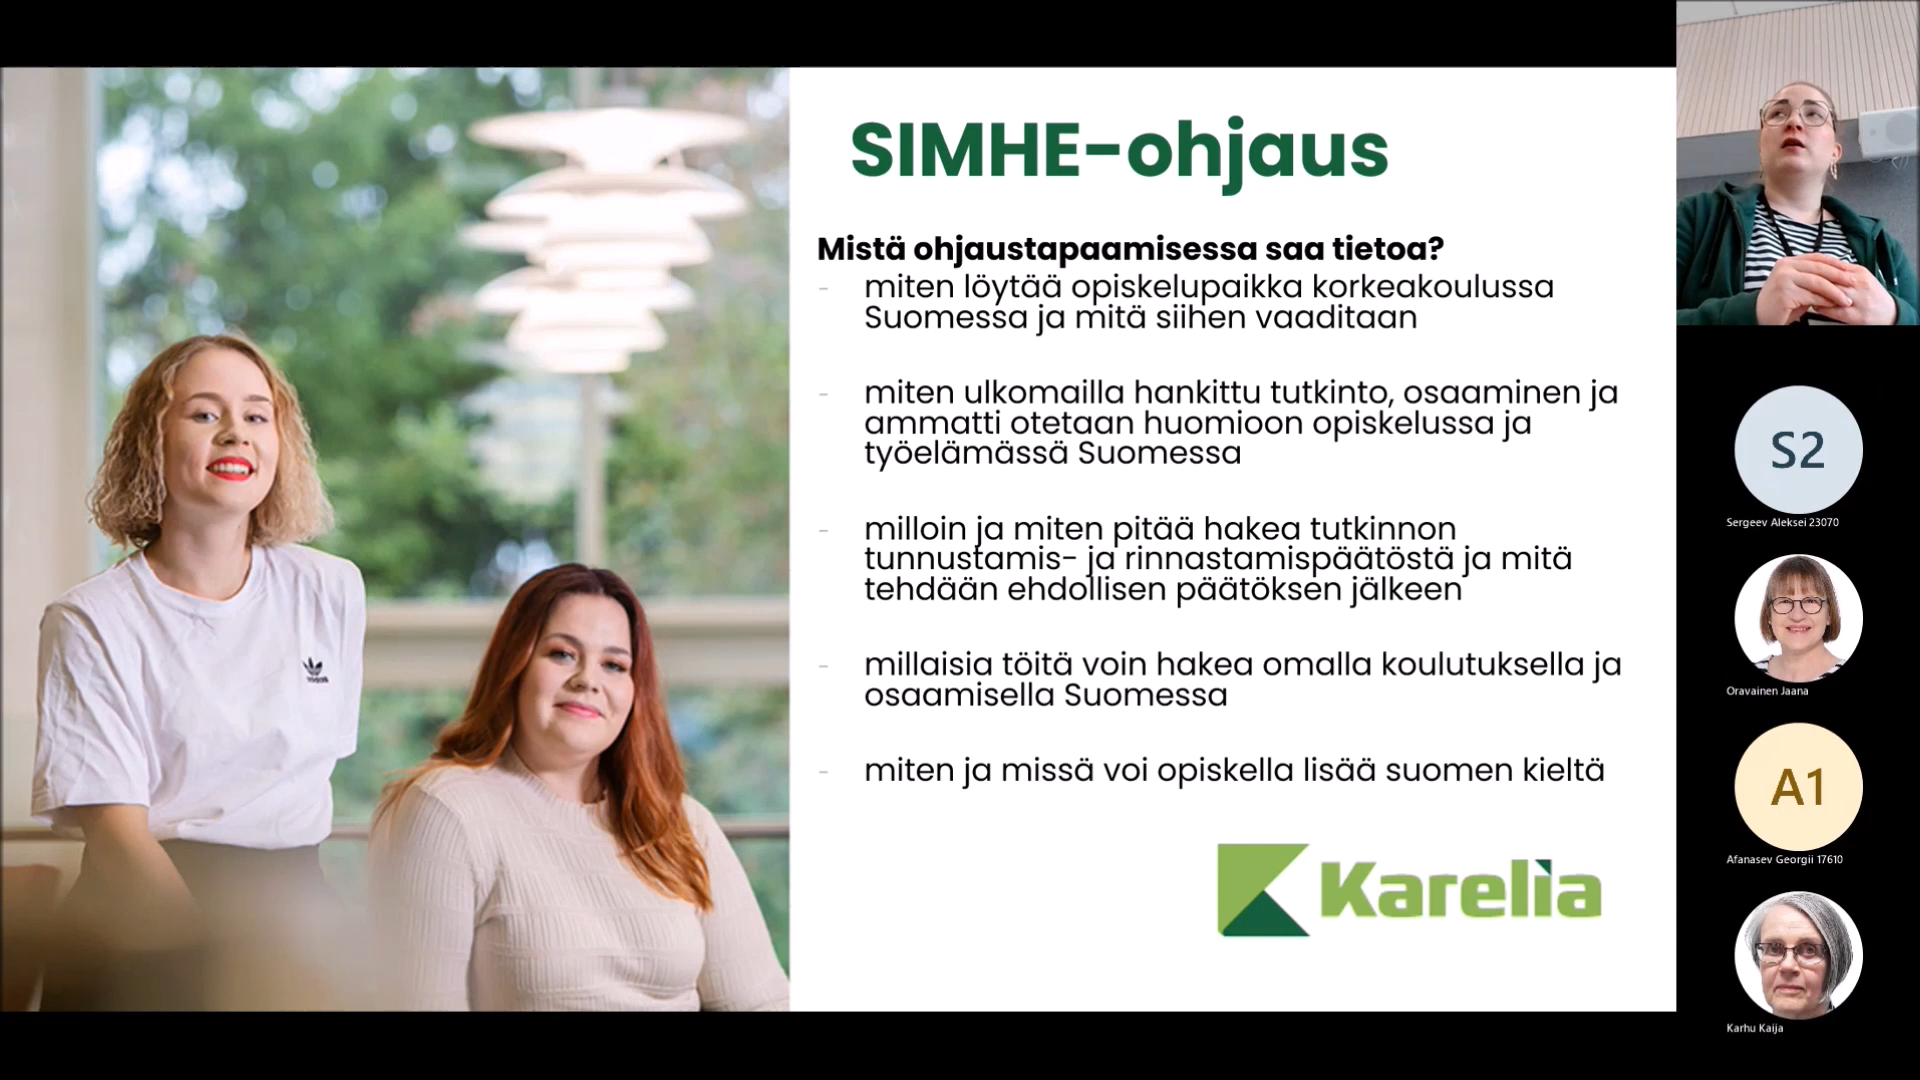 SIMHE-ohjaus
Mistä ohjaustapaamisessa saa tietoa?
- miten löytää opiskelupaikka korkeakoulussa
Suomessa ja mitä siihen vaaditaan
- miten ulkomailla hankittu tutkinto, osaaminen ja
ammatti otetaan huomioon opiskelussa ja
työelämässä Suomessa
- milloin ja miten pitää hakea tutkinnon
tunnustamis- ja rinnastamispäätöstä ja mitä
tehdään ehdollisen päätöksen jälkeen
- millaisia töitä voin hakea omalla koulutuksella ja
osaamisella Suomessa
- miten ja missä voi opiskella lisää suomen kieltä
Karelia
adidas
S2
Sergeev Aleksei 23070
Oravainen Jaana
A1
Afanasev Georgii 17610
Karhu Kaija